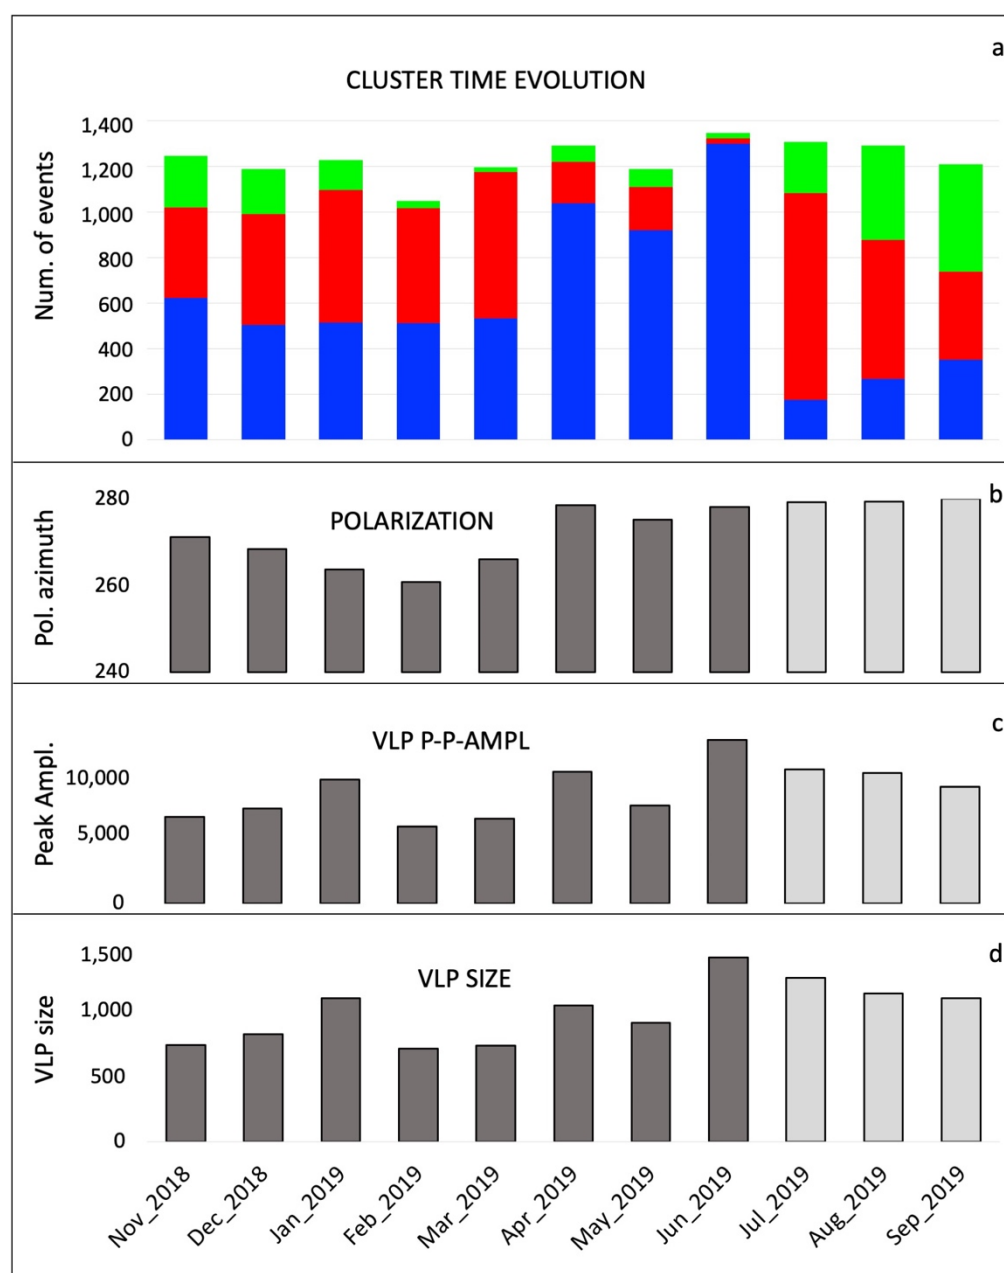 a
CLUSTER TIME EVOLUTION
Num. of events
1,400
1,200
1,000
800
600
400
200
0
b
POLARIZATION
Pol. azimuth
280
260
240
c
VLP P-P-AMPL
Peak Ampl.
10,000
5,000
0
d
VLP SIZE
VLP size
1,500
1,000
500
0
Nov_2018
Dec_2018
Jan_2019
Feb_2019
Mar_2019
Apr_2019
May_2019
Jun_2019
Jul_2019
Aug_2019
Sep_2019